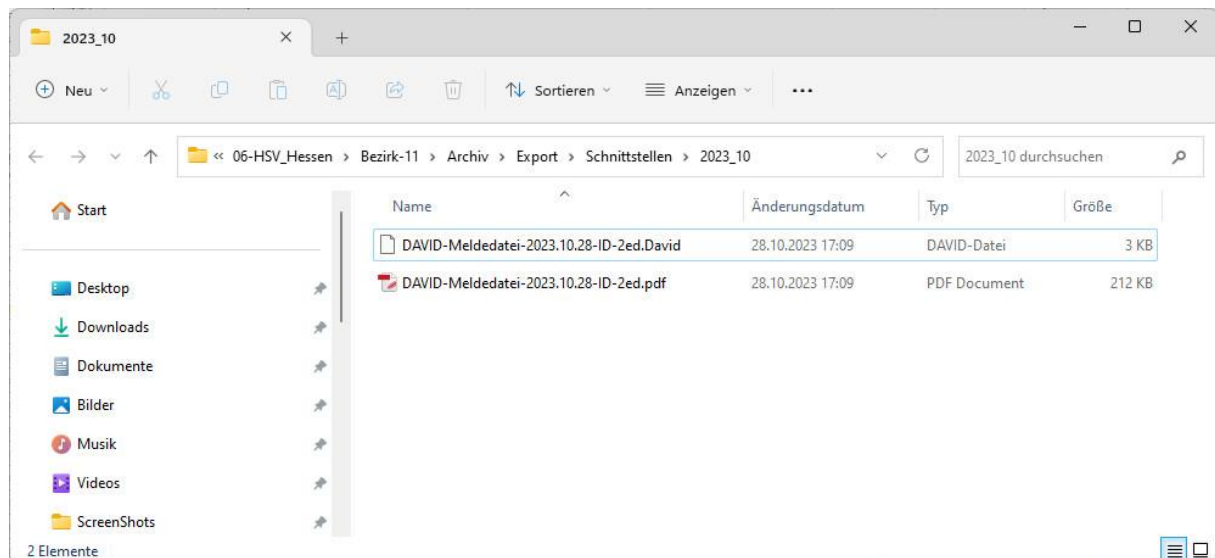 2023_10
Neu
Sortieren
Anzeigen
« 06-HSV_Hessen > Bezirk-11 > Archiv > Export > Schnittstellen > 2023_10
2023_10 durchsuchen
Start
Desktop
Downloads
Dokumente
Bilder
Musik
Videos
ScreenShots
Name Änderungsdatum Typ Größe
DAVID-Meldedatei-2023.10.28-ID-2ed.David 28.10.2023 17:09 DAVID-Datei 3 KB
DAVID-Meldedatei-2023.10.28-ID-2ed.pdf 28.10.2023 17:09 PDF Document 212 KB
2 Elemente